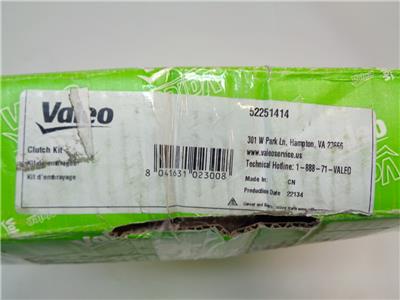 Valeo
52251414
Clutch Kit
Kit d'embrayage
8 041631 023008
301 W Park Ln, Hampton, VA 23666
www.valeoservice.us
Technical Hotline: 1-888-71-VALEO
Made In: CN
Production Date 22134